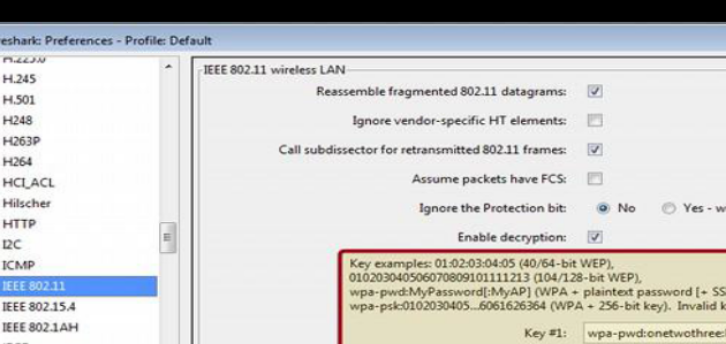 reshark: Preferences - Profile: Default
H.225.0
H.245
H.501
H248
H263P
H264
HCI_ACL
Hilscher
HTTP
I2C
ICMP
IEEE 802.11
IEEE 802.15.4
IEEE 802.1AH
IEEE 802.11 wireless LAN
Reassemble fragmented 802.11 datagrams:
Ignore vendor-specific HT elements:
Call subdissector for retransmitted 802.11 frames:
Assume packets have FCS:
Ignore the Protection bit: No Yes - w
Enable decryption:
Key examples: 01:02:03:04:05 (40/64-bit WEP),
010203040506070809101111213 (104/128-bit WEP),
wpa-pwd:MyPassword[:MyAP] (WPA + plaintext password [+ SS
wpa-psk:0102030405...6061626364 (WPA + 256-bit key). Invalid k
Key #1: wpa-pwd:onetwothree: